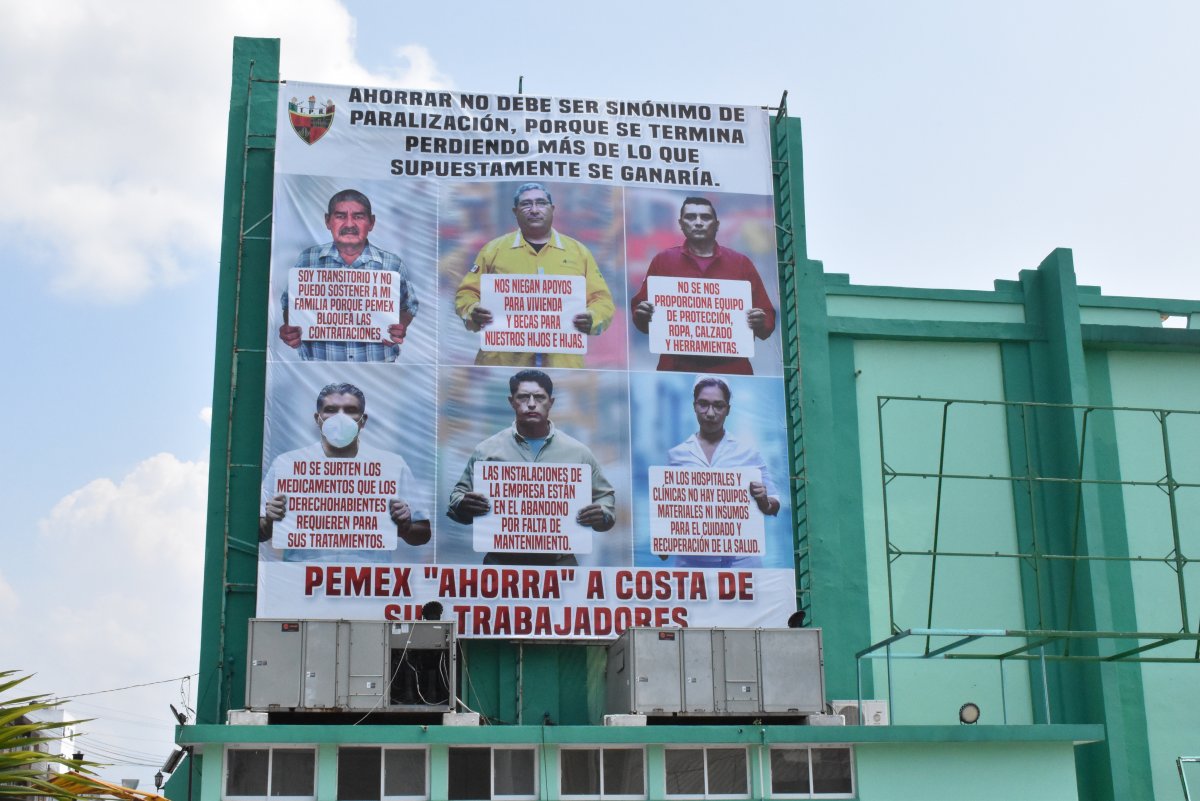 AHORRAR NO DEBE SER SINÓNIMO DE
PARALIZACIÓN, PORQUE SE TERMINA
PERDIENDO MÁS DE LO QUE
SUPUESTAMENTE SE GANARÍA.
SOY TRANSITORIO Y NO
PUEDO SOSTENER A MI
FAMILIA PORQUE PEMEX
BLOQUEA LAS
CONTRATACIONES
NOS NIEGAN APOYOS
PARA VIVIENDA
Y BECAS PARA
NUESTROS HIJOS E HIJAS.
NO SE NOS
PROPORCIONA EQUIPO
DE PROTECCIÓN,
ROPA, CALZADO
Y HERRAMIENTAS.
NO SE SURTEN LOS
MEDICAMENTOS QUE LOS
DERECHOHABIENTES
REQUIEREN PARA
SUS TRATAMIENTOS.
LAS INSTALACIONES DE
LA EMPRESA ESTÁN
EN EL ABANDONO
POR FALTA DE
MANTENIMIENTO.
EN LOS HOSPITALES Y
CLÍNICAS NO HAY EQUIPOS,
MATERIALES NI INSUMOS
PARA EL CUIDADO Y
RECUPERACIÓN DE LA SALUD.
PEMEX "AHORRA" A COSTA DE
SUS TRABAJADORES